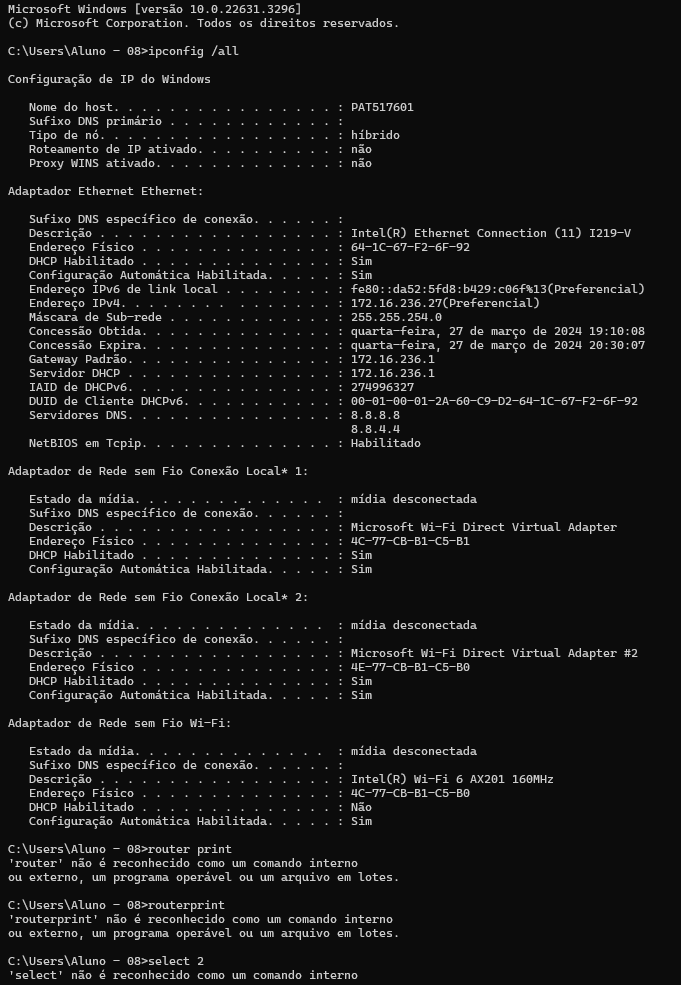 Microsoft Windows [versão 10.0.22631.3296]
(c) Microsoft Corporation. Todos os direitos reservados.
C:\Users\Aluno - 08>ipconfig /all
Configuração de IP do Windows
Nome do host. . . . . . . . . . . . . . . . : PAT517601
Sufixo DNS primário . . . . . . . . . . . . :
Tipo de nó. . . . . . . . . . . . . . . . . : híbrido
Roteamento de IP ativado. . . . . . . . . . : não
Proxy WINS ativado. . . . . . . . . . . . . : não
Adaptador Ethernet Ethernet:
Sufixo DNS específico de conexão. . . . . . :
Descrição . . . . . . . . . . . . . . . . . : Intel(R) Ethernet Connection (11) I219-V
Endereço Físico . . . . . . . . . . . . . . : 64-1C-67-F2-6F-92
DHCP Habilitado . . . . . . . . . . . . . . : Sim
Configuração Automática Habilitada. . . . . : Sim
Endereço IPv6 de link local . . . . . . . . : fe80::da52:5fd8:b429:c06f%13(Preferencial)
Endereço IPv4. . . . . . . .  . . . . . . . : 172.16.236.27(Preferencial)
Máscara de Sub-rede . . . . . . . . . . . . : 255.255.254.0
Concessão Obtida. . . . . . . . . . . . . . : quarta-feira, 27 de março de 2024 19:10:08
Concessão Expira. . . . . . . . . . . . . . : quarta-feira, 27 de março de 2024 20:30:07
Gateway Padrão. . . . . . . . . . . . . . . : 172.16.236.1
Servidor DHCP . . . . . . . . . . . . . . . : 172.16.236.1
IAID de DHCPv6. . . . . . . . . . . . . . . : 274996327
DUID de Cliente DHCPv6. . . . . . . . . . . : 00-01-00-01-2A-60-C9-D2-64-1C-67-F2-6F-92
Servidores DNS. . . . . . . . . . . . . . . : 8.8.8.8
8.8.4.4
NetBIOS em Tcpip. . . . . . . . . . . . . . : Habilitado
Adaptador de Rede sem Fio Conexão Local* 1:
Estado da mídia. . . . . . . . . . . . . .  : mídia desconectada
Sufixo DNS específico de conexão. . . . . . :
Descrição . . . . . . . . . . . . . . . . . : Microsoft Wi-Fi Direct Virtual Adapter
Endereço Físico . . . . . . . . . . . . . . : 4C-77-CB-B1-C5-B1
DHCP Habilitado . . . . . . . . . . . . . . : Sim
Configuração Automática Habilitada. . . . . : Sim
Adaptador de Rede sem Fio Conexão Local* 2:
Estado da mídia. . . . . . . . . . . . . .  : mídia desconectada
Sufixo DNS específico de conexão. . . . . . :
Descrição . . . . . . . . . . . . . . . . . : Microsoft Wi-Fi Direct Virtual Adapter #2
Endereço Físico . . . . . . . . . . . . . . : 4E-77-CB-B1-C5-B0
DHCP Habilitado . . . . . . . . . . . . . . : Sim
Configuração Automática Habilitada. . . . . : Sim
Adaptador de Rede sem Fio Wi-Fi:
Estado da mídia. . . . . . . . . . . . . .  : mídia desconectada
Sufixo DNS específico de conexão. . . . . . :
Descrição . . . . . . . . . . . . . . . . . : Intel(R) Wi-Fi 6 AX201 160MHz
Endereço Físico . . . . . . . . . . . . . . : 4C-77-CB-B1-C5-B0
DHCP Habilitado . . . . . . . . . . . . . . : Não
Configuração Automática Habilitada. . . . . : Sim
C:\Users\Aluno - 08>router print
'router' não é reconhecido como um comando interno
ou externo, um programa operável ou um arquivo em lotes.
C:\Users\Aluno - 08>routerprint
'routerprint' não é reconhecido como um comando interno
ou externo, um programa operável ou um arquivo em lotes.
C:\Users\Aluno - 08>select 2
'select' não é reconhecido como um comando interno